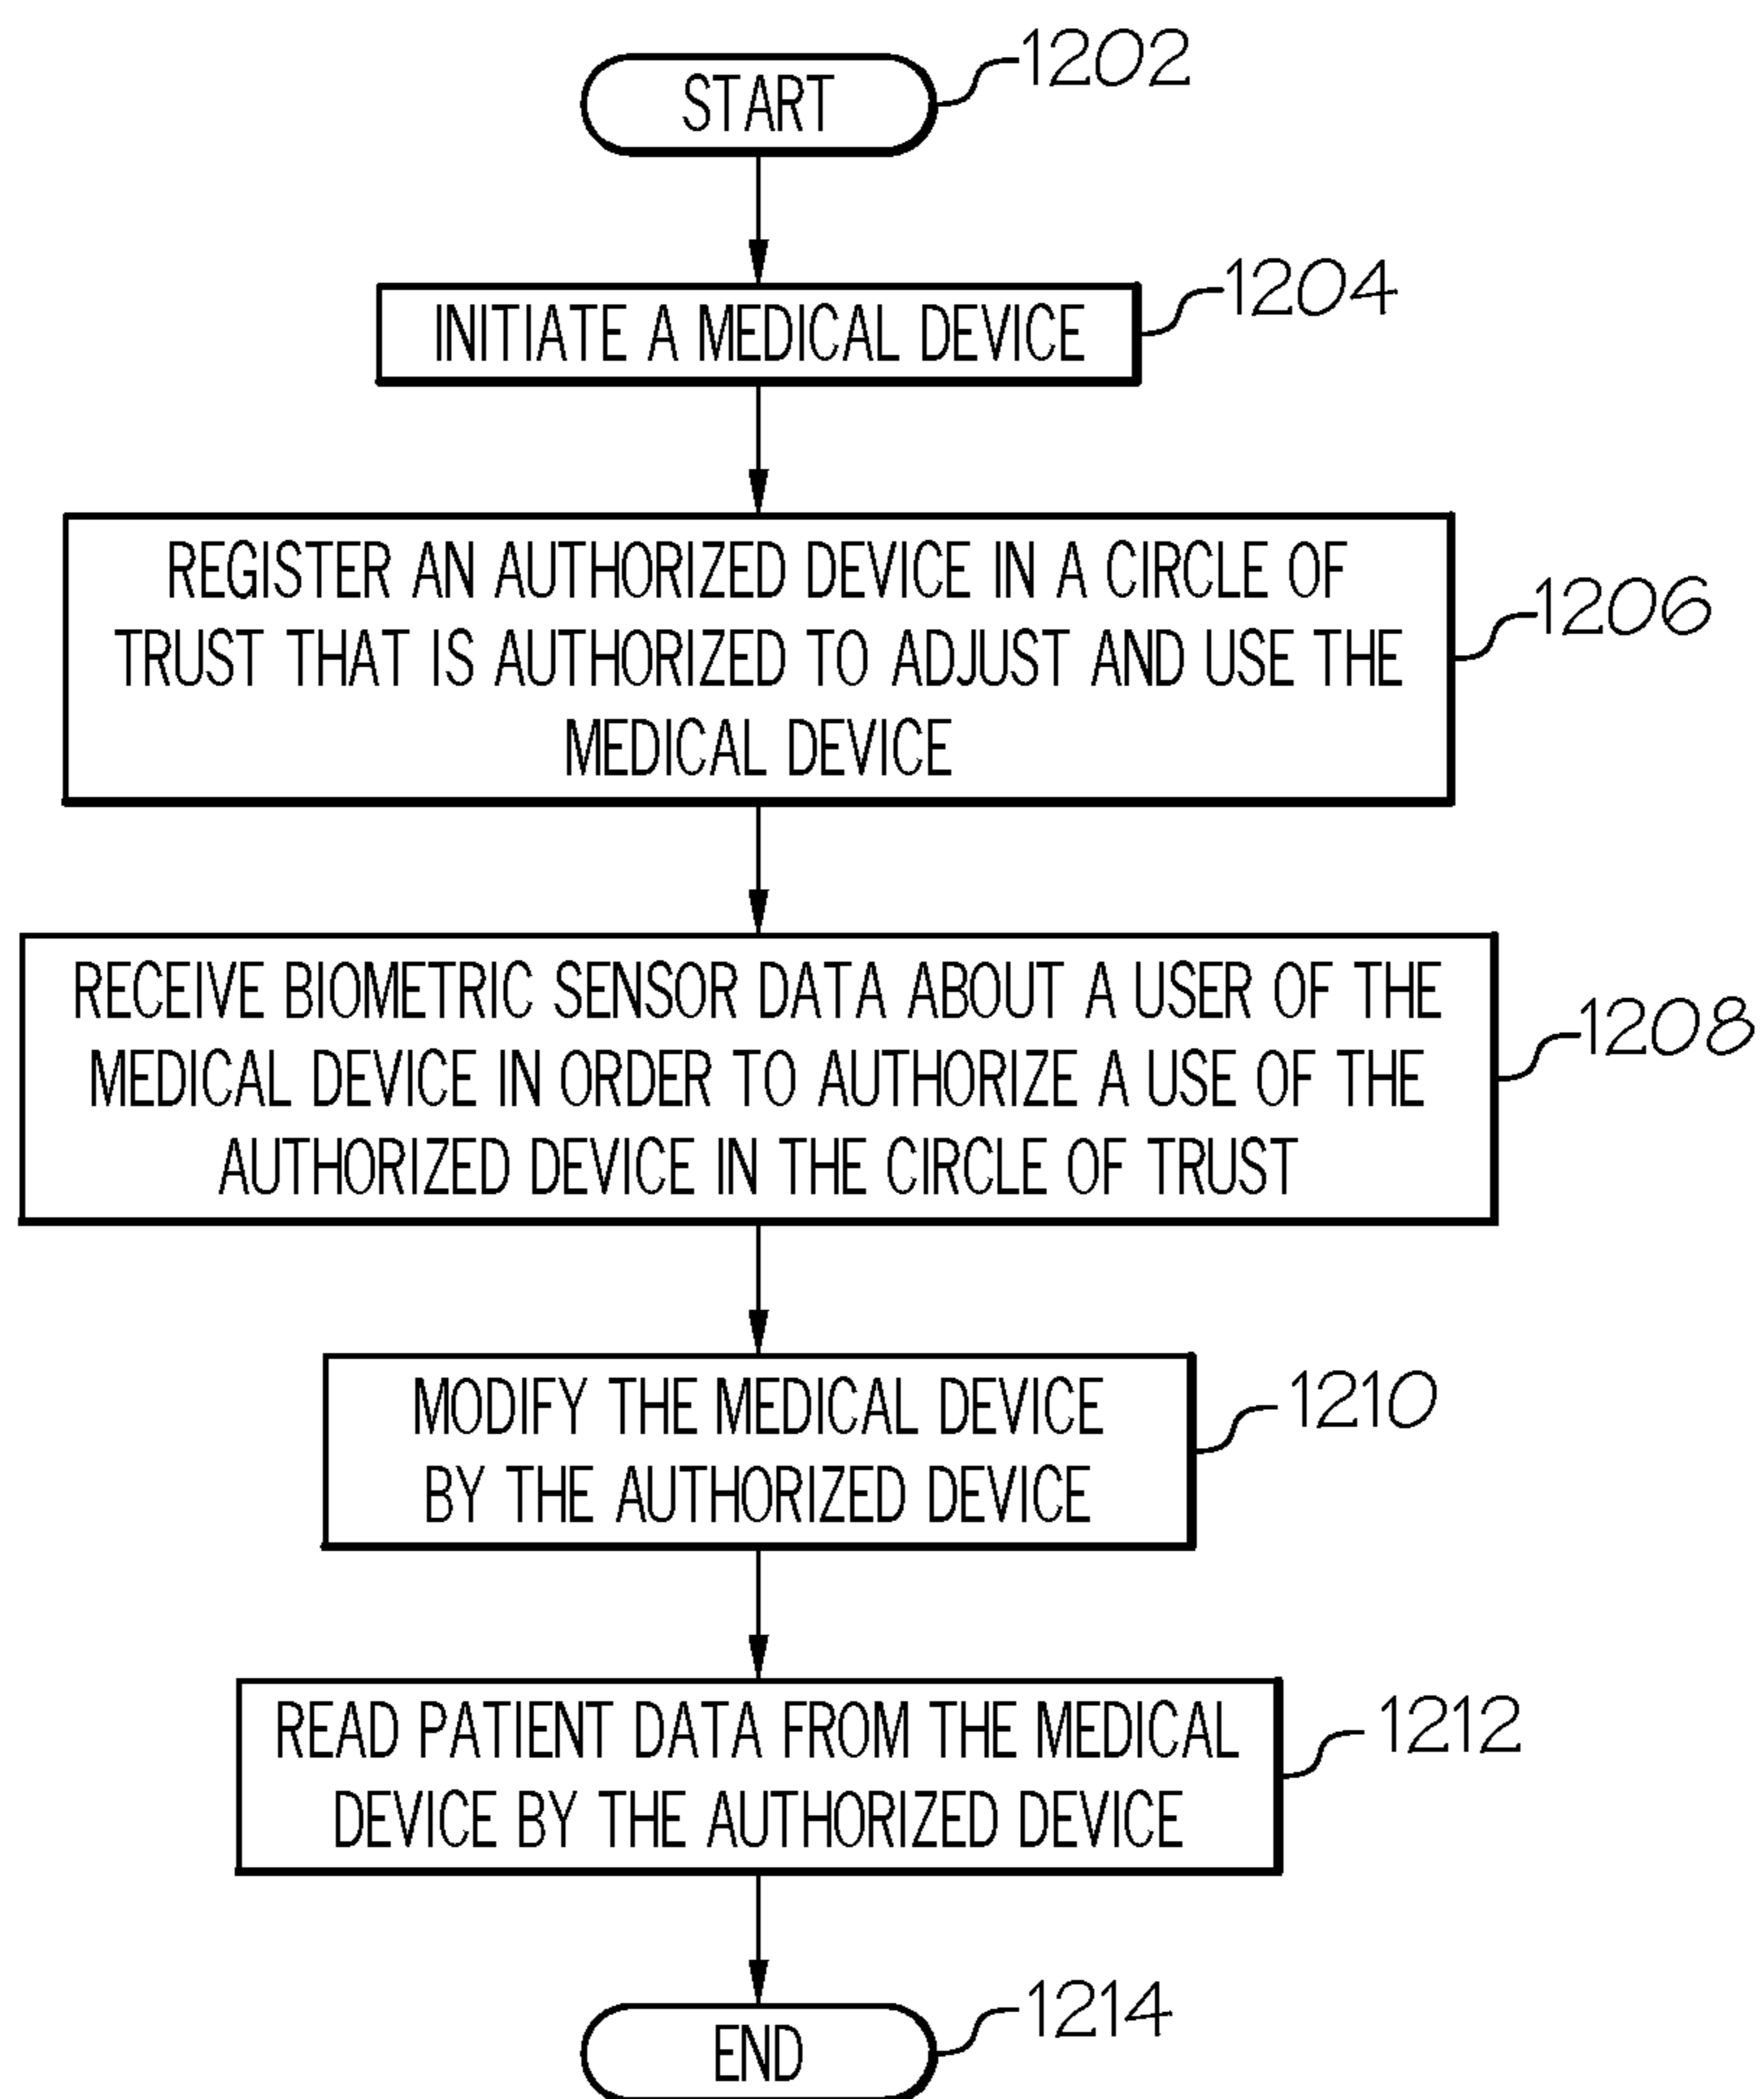 START
1202
INITIATE A MEDICAL DEVICE
1204
REGISTER AN AUTHORIZED DEVICE IN A CIRCLE OF
TRUST THAT IS AUTHORIZED TO ADJUST AND USE THE
MEDICAL DEVICE
1206
RECEIVE BIOMETRIC SENSOR DATA ABOUT A USER OF THE
MEDICAL DEVICE IN ORDER TO AUTHORIZE A USE OF THE
AUTHORIZED DEVICE IN THE CIRCLE OF TRUST
1208
MODIFY THE MEDICAL DEVICE
BY THE AUTHORIZED DEVICE
1210
READ PATIENT DATA FROM THE MEDICAL
DEVICE BY THE AUTHORIZED DEVICE
1212
END
1214